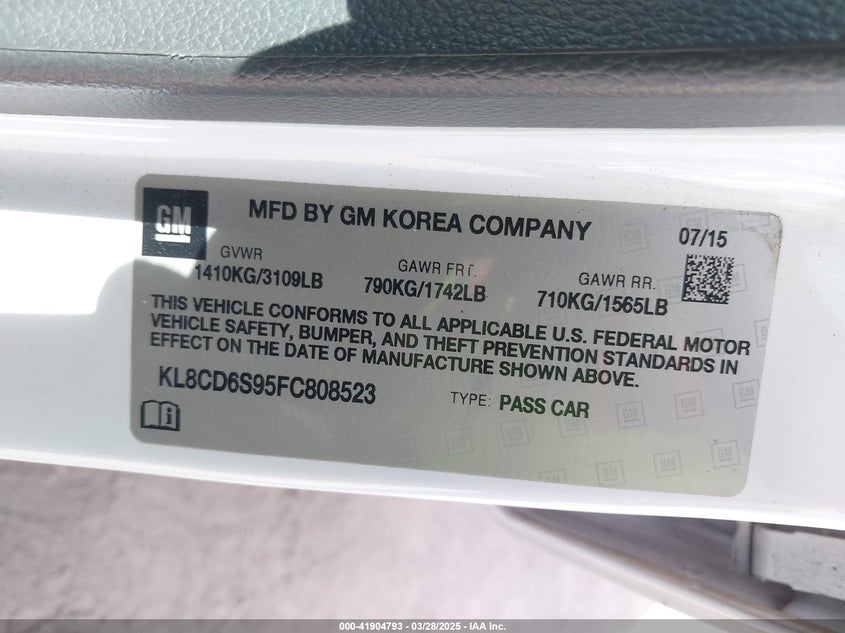 GM
MFD BY GM KOREA COMPANY
07/15
GVWR
1410KG/3109LB
GAWR FRT.
790KG/1742LB
GAWR RR.
710KG/1565LB
THIS VEHICLE CONFORMS TO ALL APPLICABLE U.S. FEDERAL MOTOR
VEHICLE SAFETY, BUMPER, AND THEFT PREVENTION STANDARDS IN
EFFECT ON THE DATE OF MANUFACTURE SHOWN ABOVE.
KL8CD6S95FC808523
TYPE: PASS CAR
000-41904793 - 03/28/2025 - IAA Inc.